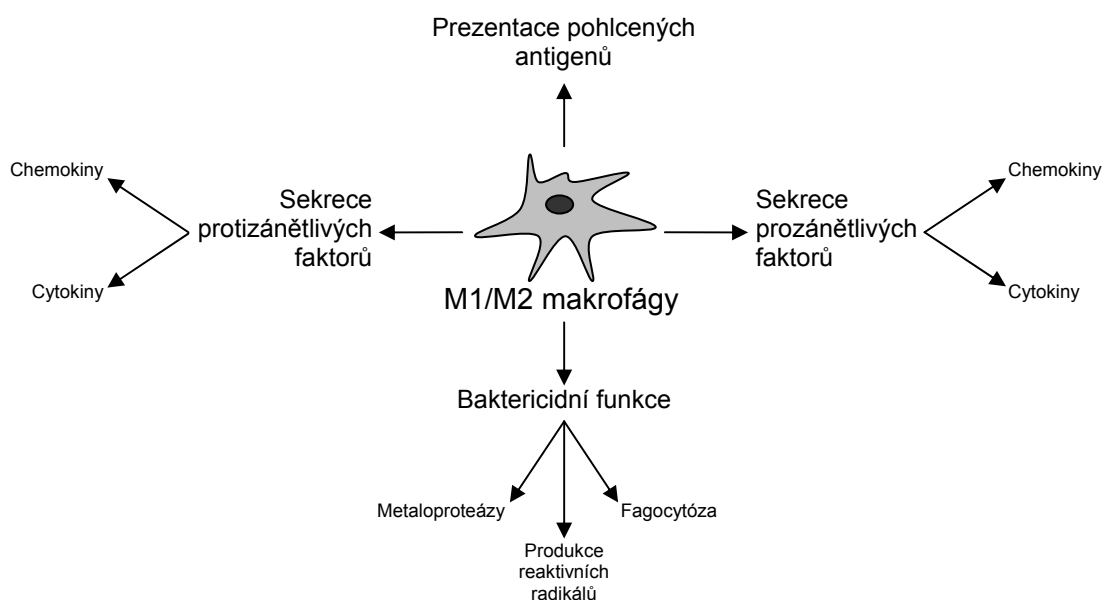 Prezentace pohlcených
antigenů
Chemokiny
Sekrece
protizánětlivých
faktorů
Cytokiny
Sekrece
prozánětlivých
faktorů
Chemokiny
Cytokiny
M1/M2 makrofágy
Baktericidní funkce
Metaloproteázy
Fagocytóza
Produkce
reaktivních
radikálů